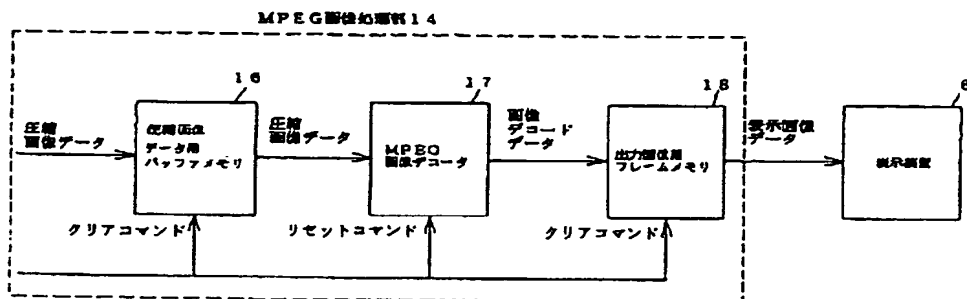 MPEG画像処理部14
16
17
18
6
圧縮
画像データ
圧縮画像
データ用
バッファメモリ
圧縮
画像データ
MPEG
画像デコーダ
画像
デコード
データ
出力画像用
フレームメモリ
表示画像
データ
表示装置
クリアコマンド
リセットコマンド
クリアコマンド